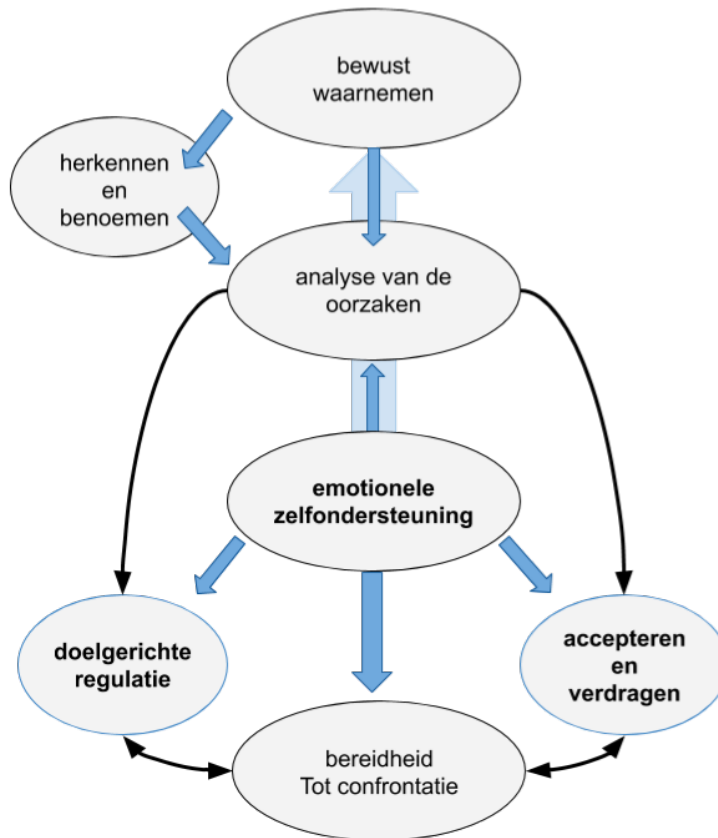 bewust
waarnemen
herkennen
en
benoemen
analyse van de
oorzaken
emotionele
zelfondersteuning
doelgerichte
regulatie
accepteren
en
verdragen
bereidheid
Tot confrontatie